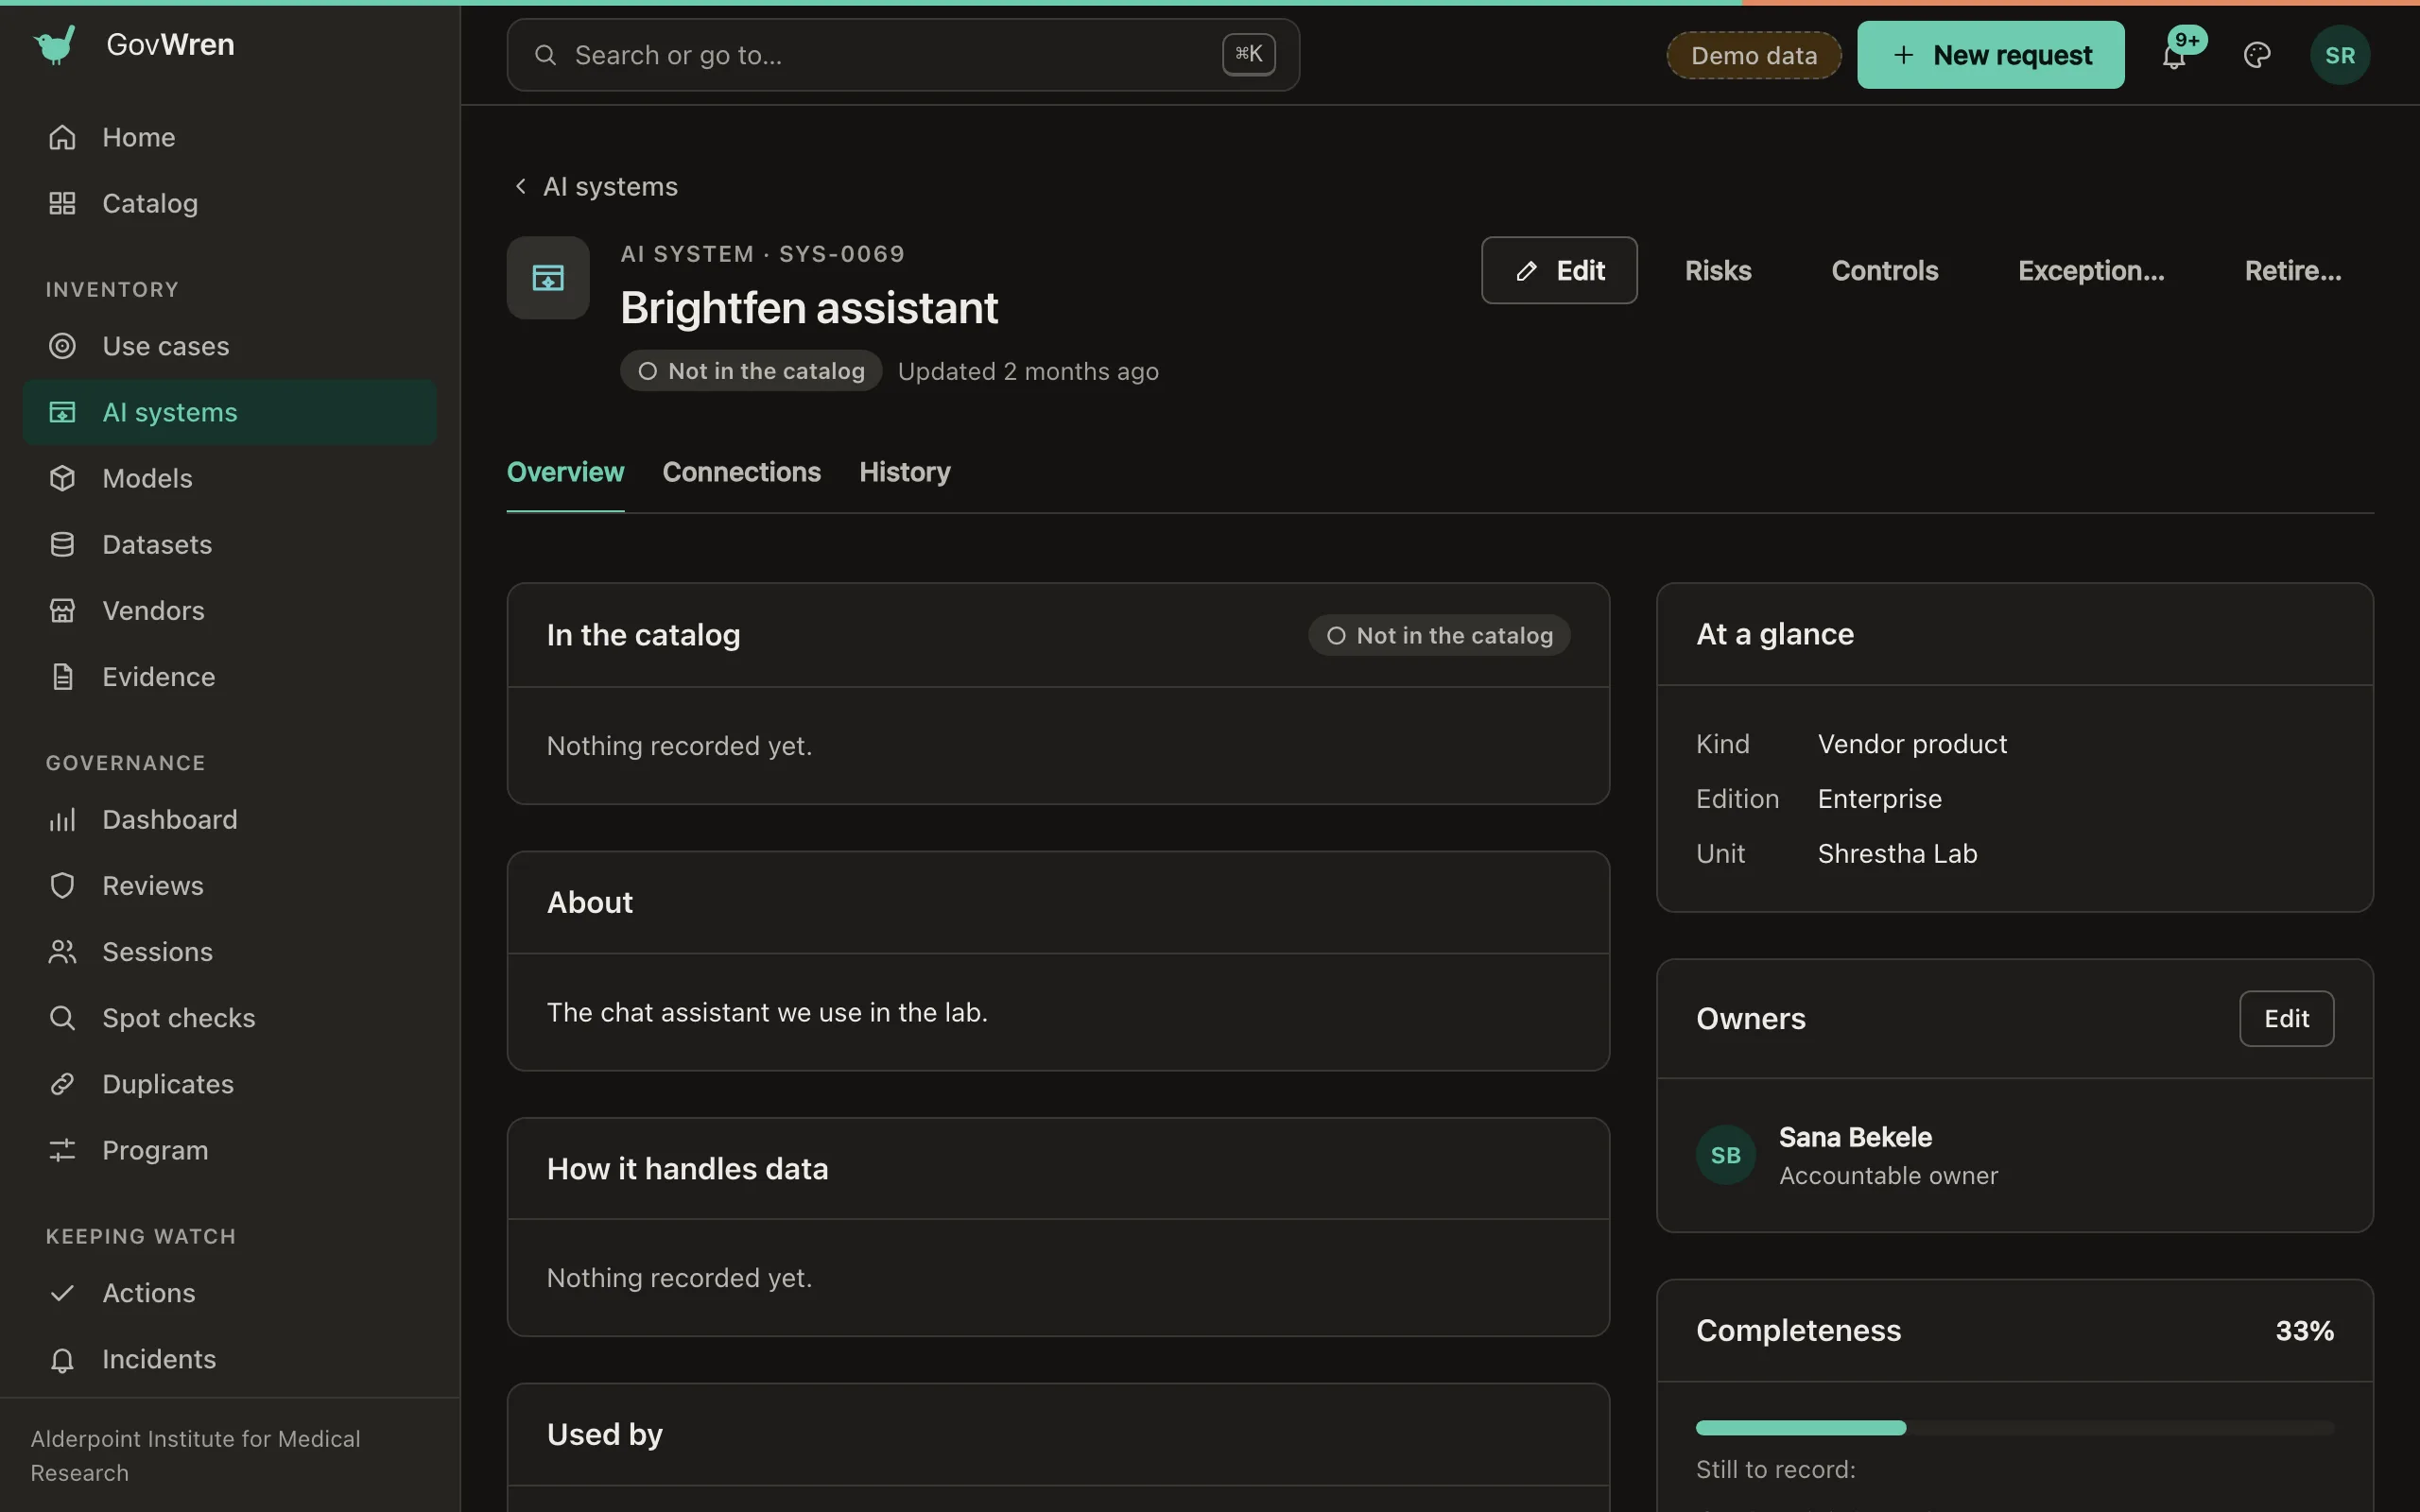 GovWren
Search or go to...
⌘K
Demo data
+ New request
9+
SR
Home
Catalog
INVENTORY
Use cases
AI systems
Models
Datasets
Vendors
Evidence
GOVERNANCE
Dashboard
Reviews
Sessions
Spot checks
Duplicates
Program
KEEPING WATCH
Actions
Incidents
Alderpoint Institute for Medical
Research
AI systems
AI SYSTEM · SYS-0069
Brightfen assistant
Not in the catalog
Updated 2 months ago
Edit
Risks
Controls
Exception...
Retire...
Overview
Connections
History
In the catalog
Not in the catalog
Nothing recorded yet.
About
The chat assistant we use in the lab.
How it handles data
Nothing recorded yet.
Used by
At a glance
Kind Vendor product
Edition Enterprise
Unit Shrestha Lab
Owners
Edit
SB
Sana Bekele
Accountable owner
Completeness
33%
Still to record: